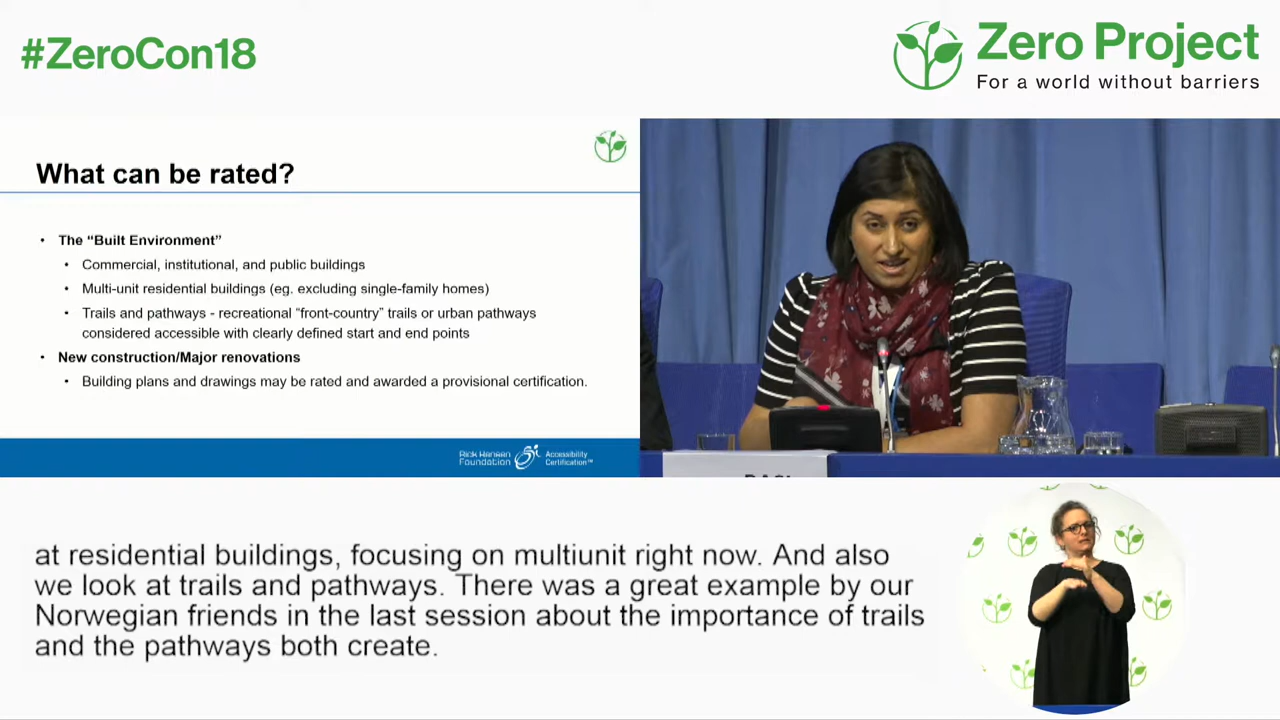 #ZeroCon18
Zero Project
For a world without barriers
What can be rated?
• The “Built Environment”
• Commercial, institutional, and public buildings
• Multi-unit residential buildings (eg. excluding single-family homes)
• Trails and pathways - recreational “front-country” trails or urban pathways
considered accessible with clearly defined start and end points
• New construction/Major renovations
• Building plans and drawings may be rated and awarded a provisional certification.
Rick Hansen
Foundation
Accessibility
Certification™
at residential buildings, focusing on multiunit right now. And also
we look at trails and pathways. There was a great example by our
Norwegian friends in the last session about the importance of trails
and the pathways both create.